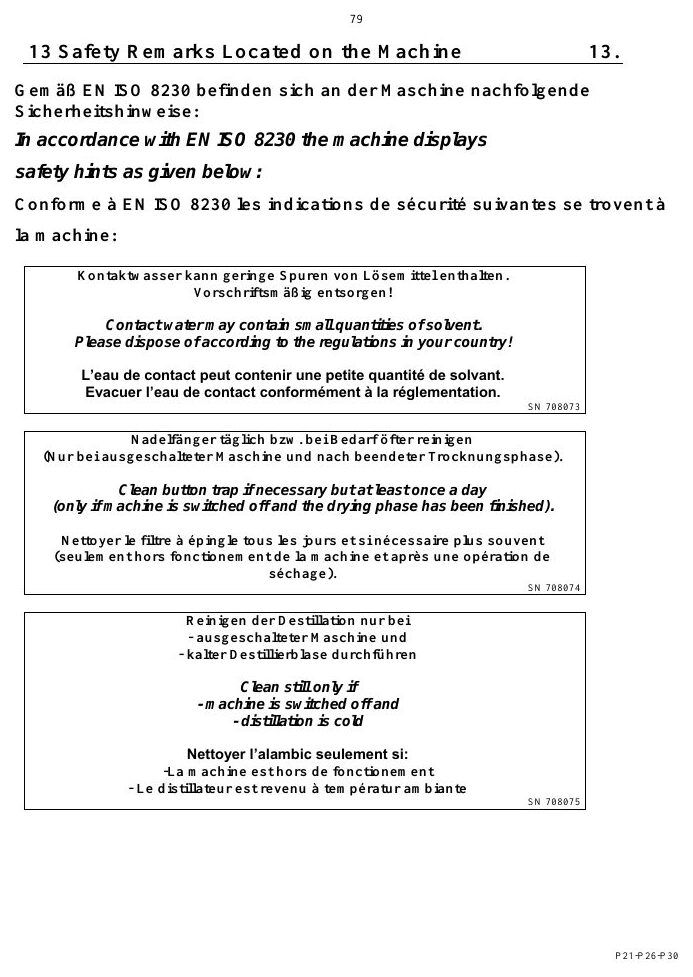 79
13 Safety Remarks Located on the Machine 13.
Gemäß EN ISO 8230 befinden sich an der Maschine nachfolgende
Sicherheitshinweise:
In accordance with EN ISO 8230 the machine displays
safety hints as given below:
Conforme à EN ISO 8230 les indications de sécurité suivantes se trovent à
la machine:
Kontaktwasser kann geringe Spuren von Lösemittel enthalten.
Vorschriftsmäßig entsorgen!
Contact water may contain small quantities of solvent.
Please dispose of according to the regulations in your country!
L'eau de contact peut contenir une petite quantité de solvant.
Evacuer l'eau de contact conformément à la réglementation.
SN 708073
Nadelfänger täglich bzw. bei Bedarf öfter reinigen
(Nur bei ausgeschalteter Maschine und nach beendeter Trocknungsphase).
Clean button trap if necessary but at least once a day
(only if machine is switched off and the drying phase has been finished).
Nettoyer le filtre à épingle tous les jours et si nécessaire plus souvent
(seulement hors fonctionement de la machine et après une opération de
séchage).
SN 708074
Reinigen der Destillation nur bei
- ausgeschalteter Maschine und
- kalter Destillierblase durchführen
Clean still only if
- machine is switched off and
- distillation is cold
Nettoyer l'alambic seulement si:
-La machine est hors de fonctionement
- Le distillateur est revenu à températur ambiante
SN 708075
P21-P26-P30